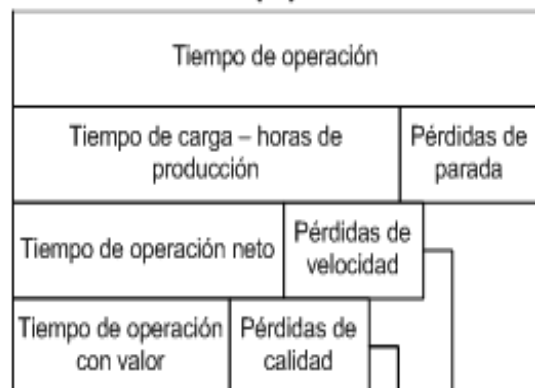 Tiempo de operación
Tiempo de carga – horas de
producción
Pérdidas de
parada
Tiempo de operación neto
Pérdidas de
velocidad
Tiempo de operación
con valor
Pérdidas de
calidad